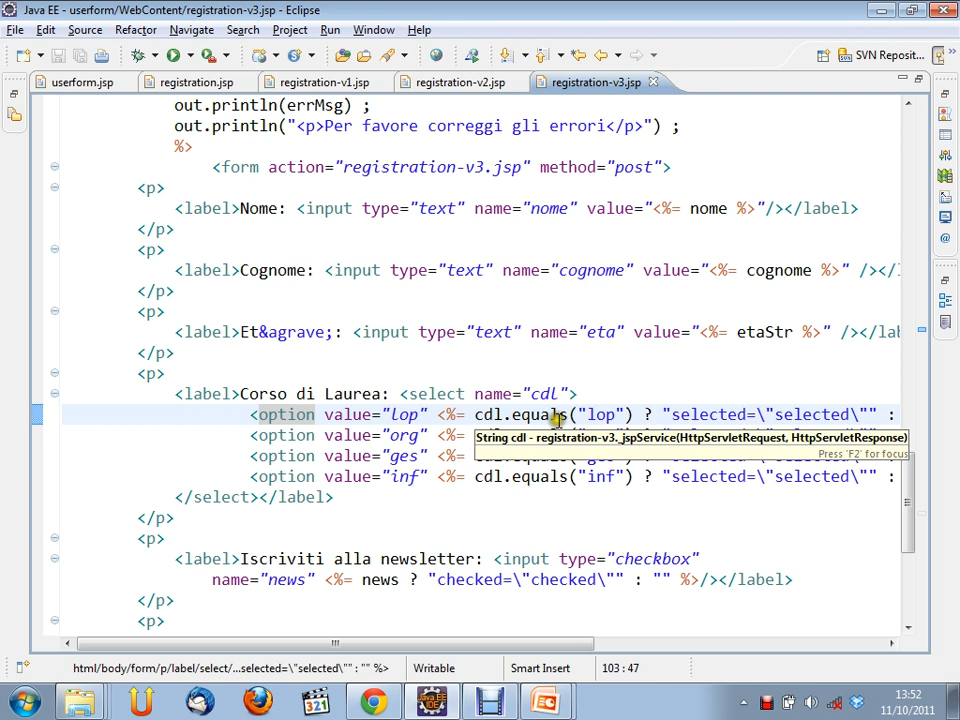 Java EE - userform/WebContent/registration-v3.jsp - Eclipse
File Edit Source Refactor Navigate Search Project Run Window Help
SVN Reposit...
userform.jsp registration.jsp registration-v1.jsp registration-v2.jsp registration-v3.jsp
out.println(errMsg) ;
out.println("<p>Per favore correggi gli errori</p>") ;
%>
<form action="registration-v3.jsp" method="post">
<p>
<label>Nome: <input type="text" name="nome" value="<%= nome %>"/></label>
</p>
<p>
<label>Cognome: <input type="text" name="cognome" value="<%= cognome %>" /></l
</p>
<p>
<label>Et&agrave;: <input type="text" name="eta" value="<%= etaStr %>" /></lab
</p>
<p>
<label>Corso di Laurea: <select name="cdl">
<option value="lop" <%= cdl.equals("lop") ? "selected=\"selected\"" :
<option value="org" <%=
String cdl - registration-v3._jspService(HttpServletRequest, HttpServletResponse)
Press 'F2' for focus
<option value="ges" <%=
<option value="inf" <%= cdl.equals("inf") ? "selected=\"selected\"" :
</select></label>
</p>
<p>
<label>Iscriviti alla newsletter: <input type="checkbox"
name="news" <%= news ? "checked=\"checked\"" : "" %>/></label>
</p>
<p>
html/body/form/p/label/select/...selected=\"selected\"" : "" %> Writable Smart Insert 103 : 47
321
Java EE IDE
13:52
11/10/2011